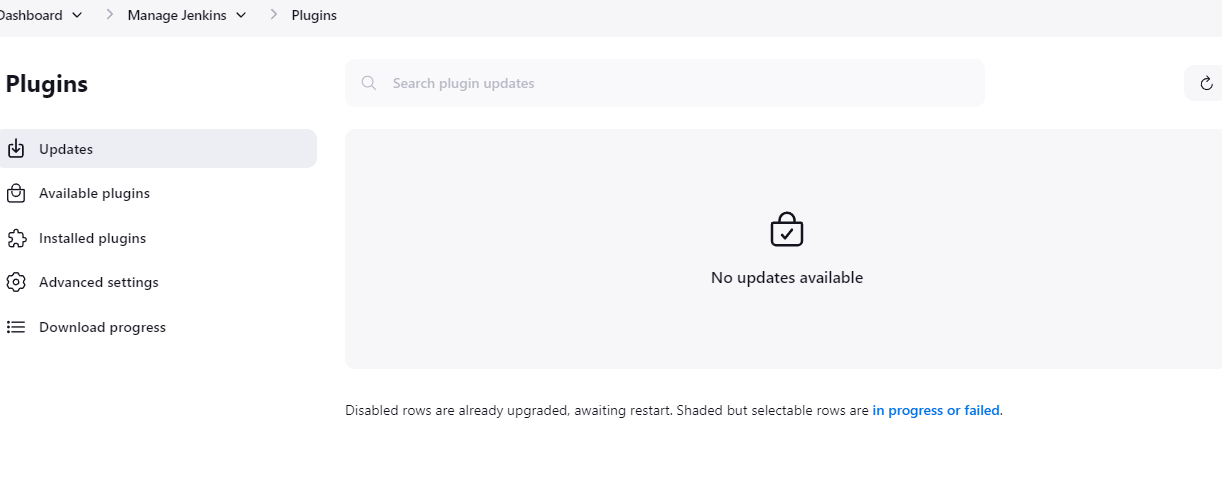 Dashboard
Manage Jenkins
Plugins
Plugins
Search plugin updates
Updates
Available plugins
Installed plugins
Advanced settings
Download progress
No updates available
Disabled rows are already upgraded, awaiting restart. Shaded but selectable rows are in progress or failed.